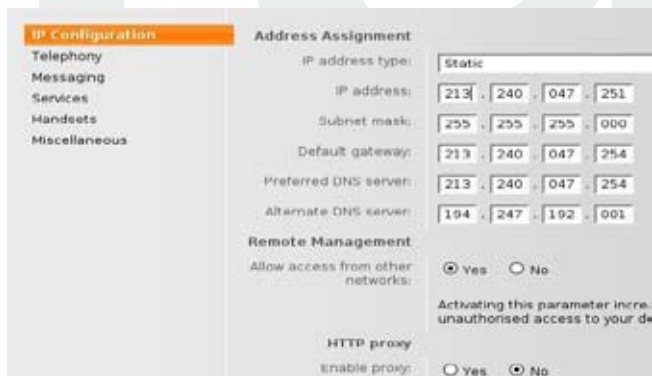 IP Configuration
Telephony
Messaging
Services
Handsets
Miscellaneous
Address Assignment
IP address type: Static
IP address: 213 . 240 . 047 . 251
Subnet mask: 255 . 255 . 255 . 000
Default gateway: 213 . 240 . 047 . 254
Preferred DNS server: 213 . 240 . 047 . 254
Alternate DNS server: 194 . 247 . 192 . 001
Remote Management
Allow access from other
networks: Yes No
Activating this parameter
unauthorised access to your
HTTP proxy
Enable proxy: Yes No